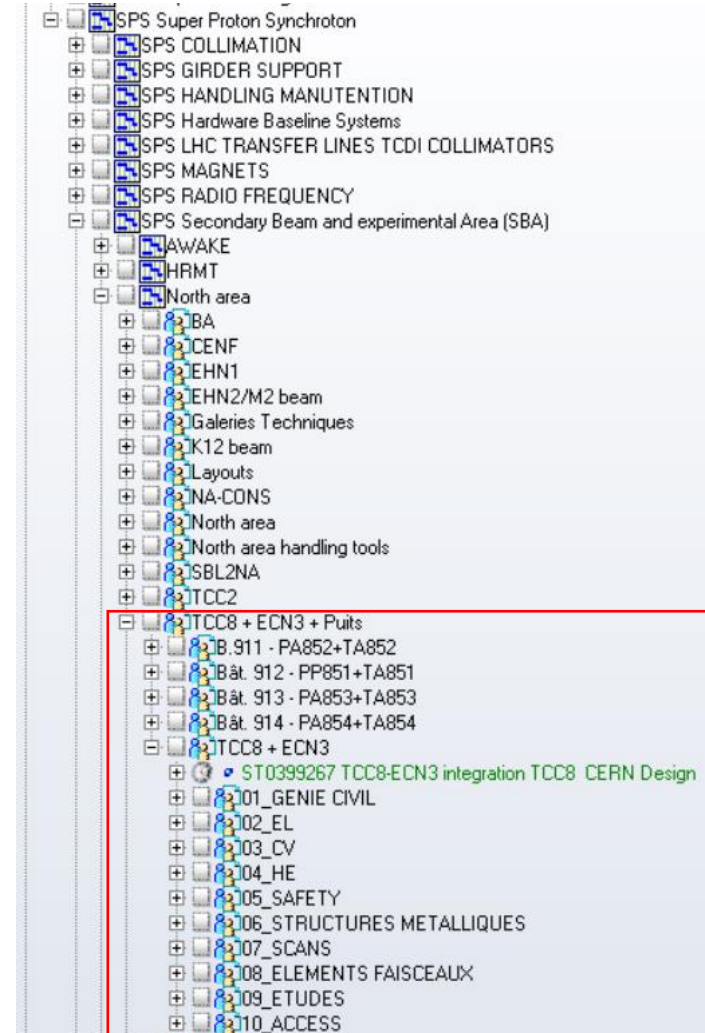 SPS Super Proton Synchroton
SPS COLLIMATION
SPS GIRDER SUPPORT
SPS HANDLING MANUTENTION
SPS Hardware Baseline Systems
SPS LHC TRANSFER LINES TCDI COLLIMATORS
SPS MAGNETS
SPS RADIO FREQUENCY
SPS Secondary Beam and experimental Area (SBA)
AWAKE
HRMT
North area
BA
CENF
EHN1
EHN2/M2 beam
Galeries Techniques
K12 beam
Layouts
NA-CONS
North area
North area handling tools
SBL2NA
TCC2
TCC8 + ECN3 + Puits
B.911 - PA852+TA852
Bât. 912 - PP851+TA851
Bât. 913 - PA853+TA853
Bât. 914 - PA854+TA854
TCC8 + ECN3
ST0399267 TCC8-ECN3 integration TCC8 CERN Design
01_GENIE CIVIL
02_EL
03_CV
04_HE
05_SAFETY
06_STRUCTURES METALLIQUES
07_SCANS
08_ELEMENTS FAISCEAUX
09_ETUDES
10_ACCESS